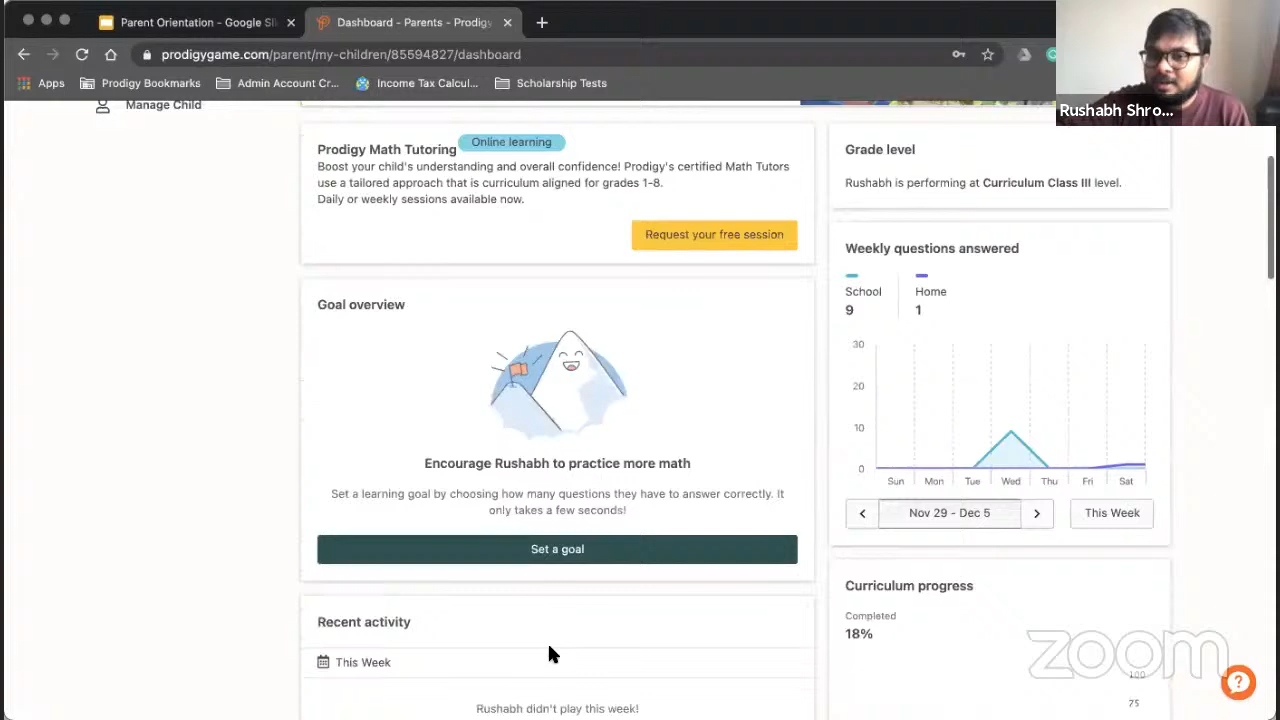 Parent Orientation - Google Sli
Dashboard - Parents - Prodigy
prodigygame.com/parent/my-children/85594827/dashboard
Apps
Prodigy Bookmarks
Admin Account Cr...
Income Tax Calcul...
Scholarship Tests
Rushabh Shro...
Manage Child
Prodigy Math Tutoring
Online learning
Boost your child's understanding and overall confidence! Prodigy's certified Math Tutors
use a tailored approach that is curriculum aligned for grades 1-8.
Daily or weekly sessions available now.
Request your free session
Goal overview
Encourage Rushabh to practice more math
Set a learning goal by choosing how many questions they have to answer correctly. It
only takes a few seconds!
Set a goal
Recent activity
This Week
Rushabh didn't play this week!
Grade level
Rushabh is performing at Curriculum Class III level.
Weekly questions answered
School
Home
9
1
30
20
10
0
Sun Mon Tue Wed Thu Fri Sat
Nov 29 - Dec 5
This Week
Curriculum progress
Completed
18%
100
75
zoom